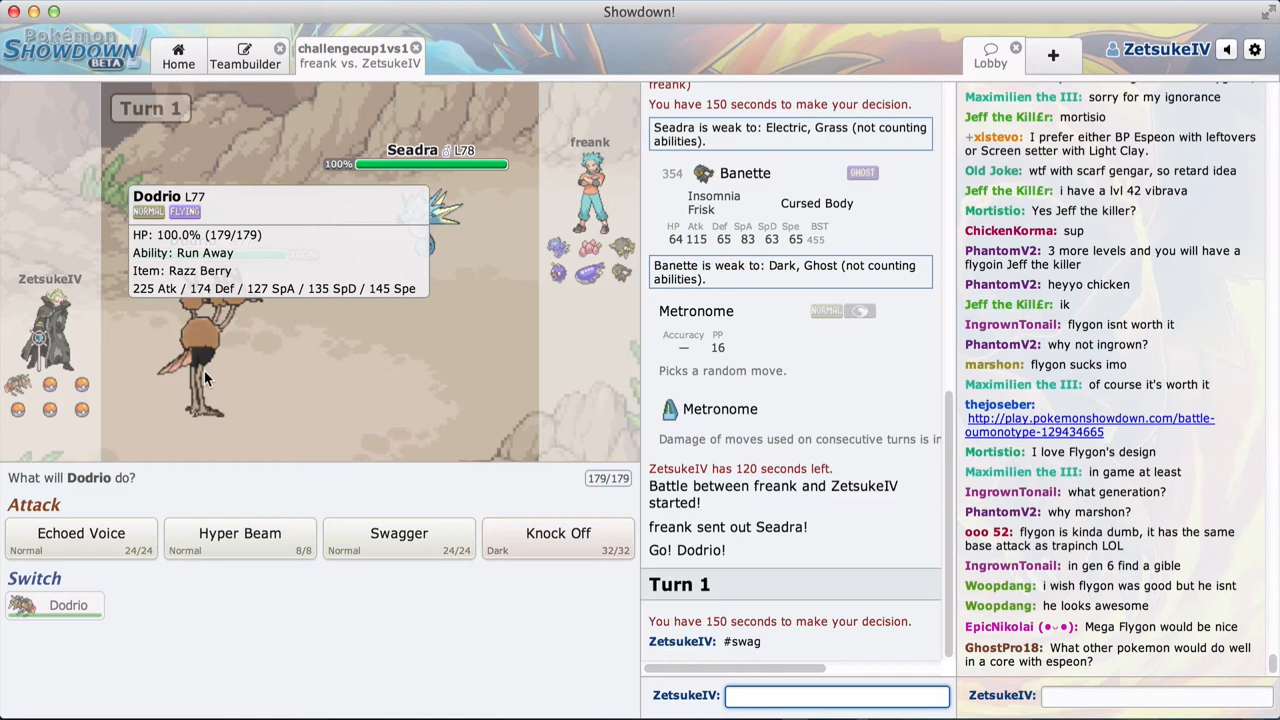 Showdown!
Pokémon
SHOWDOWN
BETA
Home
Teambuilder
challengecup1vs1
freank vs. ZetsukeIV
Lobby
+
ZetsukeIV
Turn 1
Seadra ♂ L78
100%
freank
Dodrio L77
NORMAL FLYING
HP: 100.0% (179/179)
Ability: Run Away
Item: Razz Berry
225 Atk / 174 Def / 127 SpA / 135 SpD / 145 Spe
ZetsukeIV
What will Dodrio do?
179/179
Attack
Echoed Voice
Normal 24/24
Hyper Beam
Normal 8/8
Swagger
Normal 24/24
Knock Off
Dark 32/32
Switch
Dodrio
freank)
You have 150 seconds to make your decision.
Seadra is weak to: Electric, Grass (not counting
abilities).
354 Banette GHOST
Insomnia
Frisk
Cursed Body
HP Atk Def SpA SpD Spe BST
64 115 65 83 63 65 455
Banette is weak to: Dark, Ghost (not counting
abilities).
Metronome NORMAL
Accuracy PP
— 16
Picks a random move.
Metronome
Damage of moves used on consecutive turns is in
ZetsukeIV has 120 seconds left.
Battle between freank and ZetsukeIV
started!
freank sent out Seadra!
Go! Dodrio!
Turn 1
You have 150 seconds to make your decision.
ZetsukeIV: #swag
ZetsukeIV:
Maximilien the III: sorry for my ignorance
Jeff the Kill£r: mortisio
+xlstevo: I prefer either BP Espeon with leftovers
or Screen setter with Light Clay.
Old Joke: wtf with scarf gengar, so retard idea
Jeff the Kill£r: i have a lvl 42 vibrava
Mortistio: Yes Jeff the killer?
ChickenKorma: sup
PhantomV2: 3 more levels and you will have a
flygoin Jeff the killer
PhantomV2: heyyo chicken
Jeff the Kill£r: ik
IngrownTonail: flygon isnt worth it
PhantomV2: why not ingrown?
marshon: flygon sucks imo
Maximilien the III: of course it's worth it
thejoseber:
http://play.pokemonshowdown.com/battle-
oumonotype-129434665
Mortistio: I love Flygon's design
Maximilien the III: in game at least
IngrownTonail: what generation?
PhantomV2: why marshon?
ooo 52: flygon is kinda dumb, it has the same
base attack as trapinch LOL
IngrownTonail: in gen 6 find a gible
Woopdang: i wish flygon was good but he isnt
Woopdang: he looks awesome
EpicNikolai (●ᴗ●): Mega Flygon would be nice
GhostPro18: What other pokemon would do well
in a core with espeon?
ZetsukeIV: